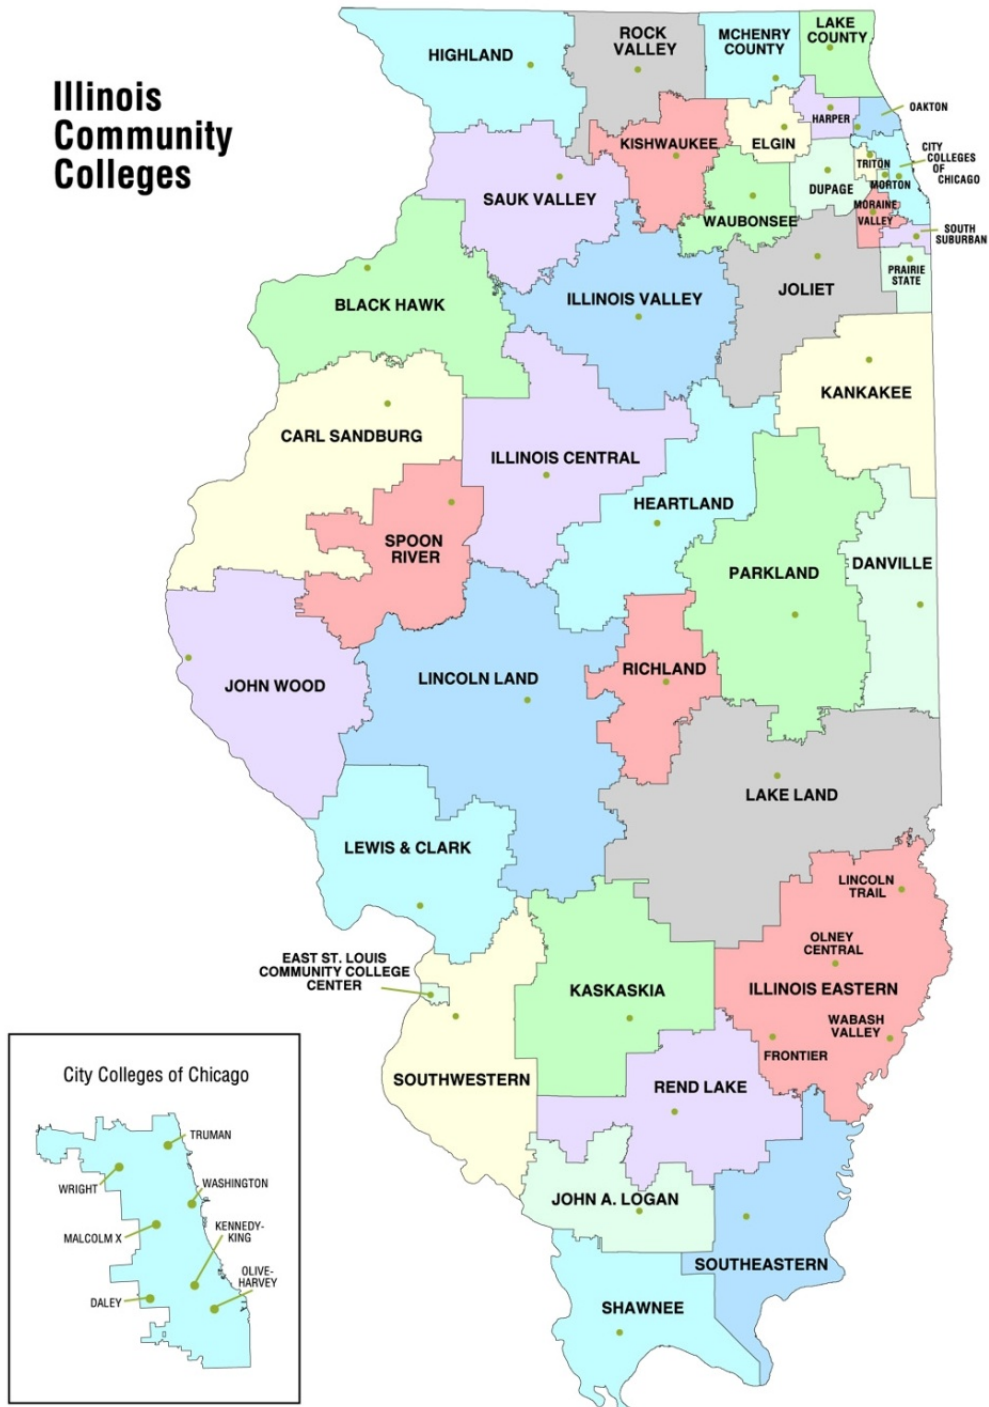 Illinois
Community
Colleges
HIGHLAND
ROCK
VALLEY
MCHENRY
COUNTY
LAKE
COUNTY
OAKTON
HARPER
KISHWAUKEE
ELGIN
CITY
COLLEGES
OF
CHICAGO
TRITON
SAUK VALLEY
DUPAGE
MORTON
WAUBONSEE
MORAINE
VALLEY
SOUTH
SUBURBAN
PRAIRIE
STATE
BLACK HAWK
ILLINOIS VALLEY
JOLIET
KANKAKEE
CARL SANDBURG
ILLINOIS CENTRAL
HEARTLAND
SPOON
RIVER
PARKLAND
DANVILLE
JOHN WOOD
LINCOLN LAND
RICHLAND
LAKE LAND
LEWIS & CLARK
LINCOLN
TRAIL
OLNEY
CENTRAL
EAST ST. LOUIS
COMMUNITY COLLEGE
CENTER
KASKASKIA
ILLINOIS EASTERN
WABASH
VALLEY
FRONTIER
SOUTHWESTERN
REND LAKE
JOHN A. LOGAN
SOUTHEASTERN
SHAWNEE
City Colleges of Chicago
TRUMAN
WRIGHT
WASHINGTON
MALCOLM X
KENNEDY-
KING
OLIVE-
HARVEY
DALEY